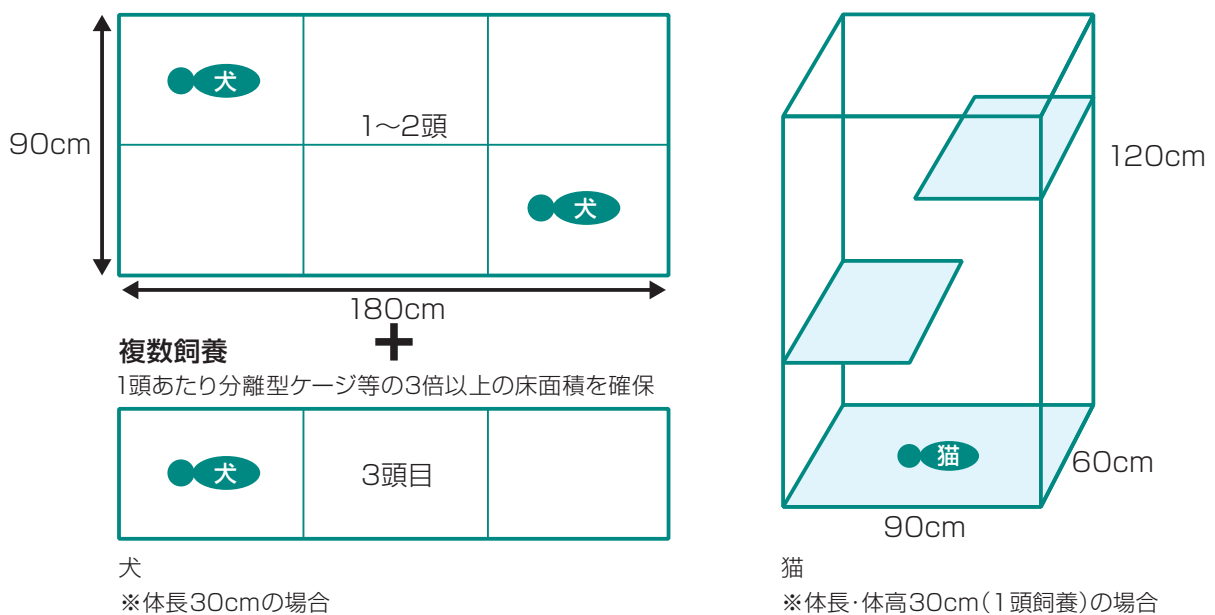 犬
1〜2頭
90cm
犬
180cm
+
複数飼養
1頭あたり分離型ケージ等の3倍以上の床面積を確保
犬
3頭目
犬
※体長30cmの場合
120cm
猫
60cm
90cm
猫
※体長・体高30cm(1頭飼養)の場合